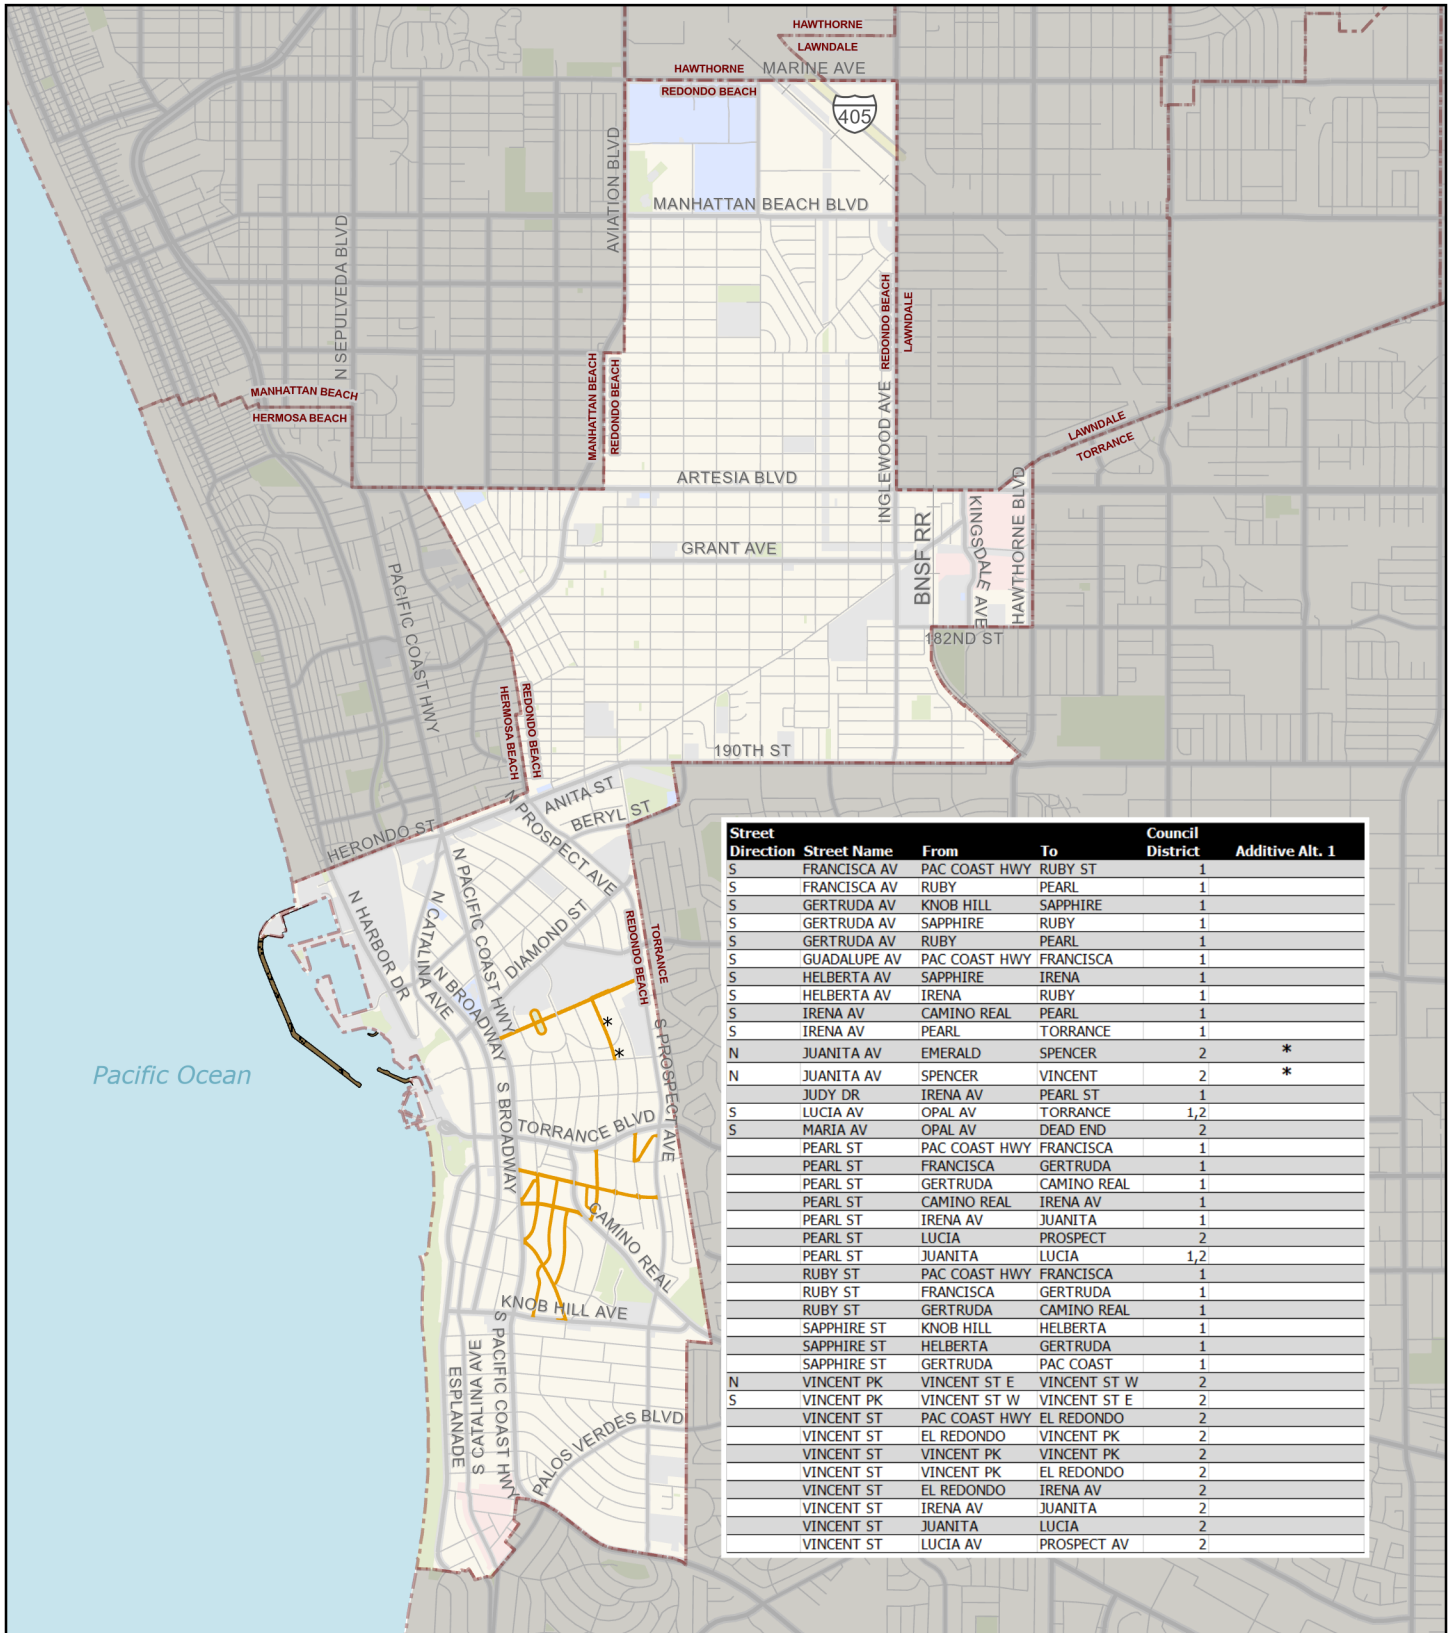 HAWTHORNE
LAWNDALE
HAWTHORNE
MARINE AVE
REDONDO BEACH
405
AVIATION BLVD
MANHATTAN BEACH BLVD
N SEPULVEDA BLVD
REDONDO BEACH
LAWNDALE
MANHATTAN BEACH
REDONDO BEACH
MANHATTAN BEACH
HERMOSA BEACH
INGLEWOOD AVE
LAWNDALE
TORRANCE
ARTESIA BLVD
HAWTHORNE BLVD
KINGSDALE AVE
BNSF RR
GRANT AVE
PACIFIC COAST HWY
182ND ST
HERMOSA BEACH
REDONDO BEACH
190TH ST
ANITA ST
N PROSPECT AVE
BERYL ST
HERONDO ST
N PACIFIC COAST HWY
N HARBOR DR
N CATALINA AVE
N BROADWAY
DIAMOND ST
REDONDO BEACH
TORRANCE
*
*
S PROSPECT AVE
Pacific Ocean
S BROADWAY
TORRANCE BLVD
CAMINO REAL
KNOB HILL AVE
S PACIFIC COAST HWY
S CATALINA AVE
ESPLANADE
PALOS VERDES BLVD
Street Direction Street Name From To Council District Additive Alt. 1
S FRANCISCA AV PAC COAST HWY RUBY ST 1
S FRANCISCA AV RUBY PEARL 1
S GERTRUDA AV KNOB HILL SAPPHIRE 1
S GERTRUDA AV SAPPHIRE RUBY 1
S GERTRUDA AV RUBY PEARL 1
S GUADALUPE AV PAC COAST HWY FRANCISCA 1
S HELBERTA AV SAPPHIRE IRENA 1
S HELBERTA AV IRENA RUBY 1
S IRENA AV CAMINO REAL PEARL 1
S IRENA AV PEARL TORRANCE 1
N JUANITA AV EMERALD SPENCER 2 *
N JUANITA AV SPENCER VINCENT 2 *
JUDY DR IRENA AV PEARL ST 1
S LUCIA AV OPAL AV TORRANCE 1,2
S MARIA AV OPAL AV DEAD END 2
PEARL ST PAC COAST HWY FRANCISCA 1
PEARL ST FRANCISCA GERTRUDA 1
PEARL ST GERTRUDA CAMINO REAL 1
PEARL ST CAMINO REAL IRENA AV 1
PEARL ST IRENA AV JUANITA 1
PEARL ST LUCIA PROSPECT 2
PEARL ST JUANITA LUCIA 1,2
RUBY ST PAC COAST HWY FRANCISCA 1
RUBY ST FRANCISCA GERTRUDA 1
RUBY ST GERTRUDA CAMINO REAL 1
SAPPHIRE ST KNOB HILL HELBERTA 1
SAPPHIRE ST HELBERTA GERTRUDA 1
SAPPHIRE ST GERTRUDA PAC COAST 1
N VINCENT PK VINCENT ST E VINCENT ST W 2
S VINCENT PK VINCENT ST W VINCENT ST E 2
VINCENT ST PAC COAST HWY EL REDONDO 2
VINCENT ST EL REDONDO VINCENT PK 2
VINCENT ST VINCENT PK VINCENT PK 2
VINCENT ST VINCENT PK EL REDONDO 2
VINCENT ST EL REDONDO IRENA AV 2
VINCENT ST IRENA AV JUANITA 2
VINCENT ST JUANITA LUCIA 2
VINCENT ST LUCIA AV PROSPECT AV 2